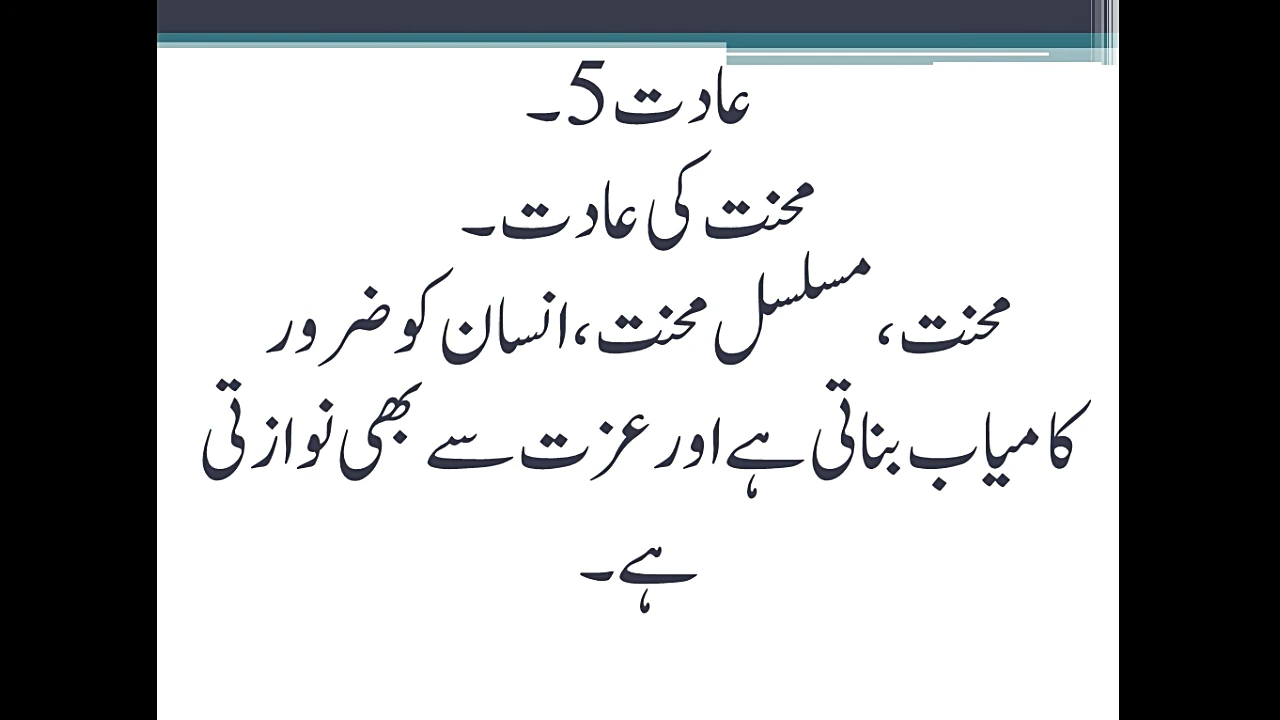 عادت 5۔
محنت کی عادت۔
محنت، مسلسل محنت، انسان کو ضرور
کامیاب بناتی ہے اور عزت سے بھی نوازتی
ہے۔